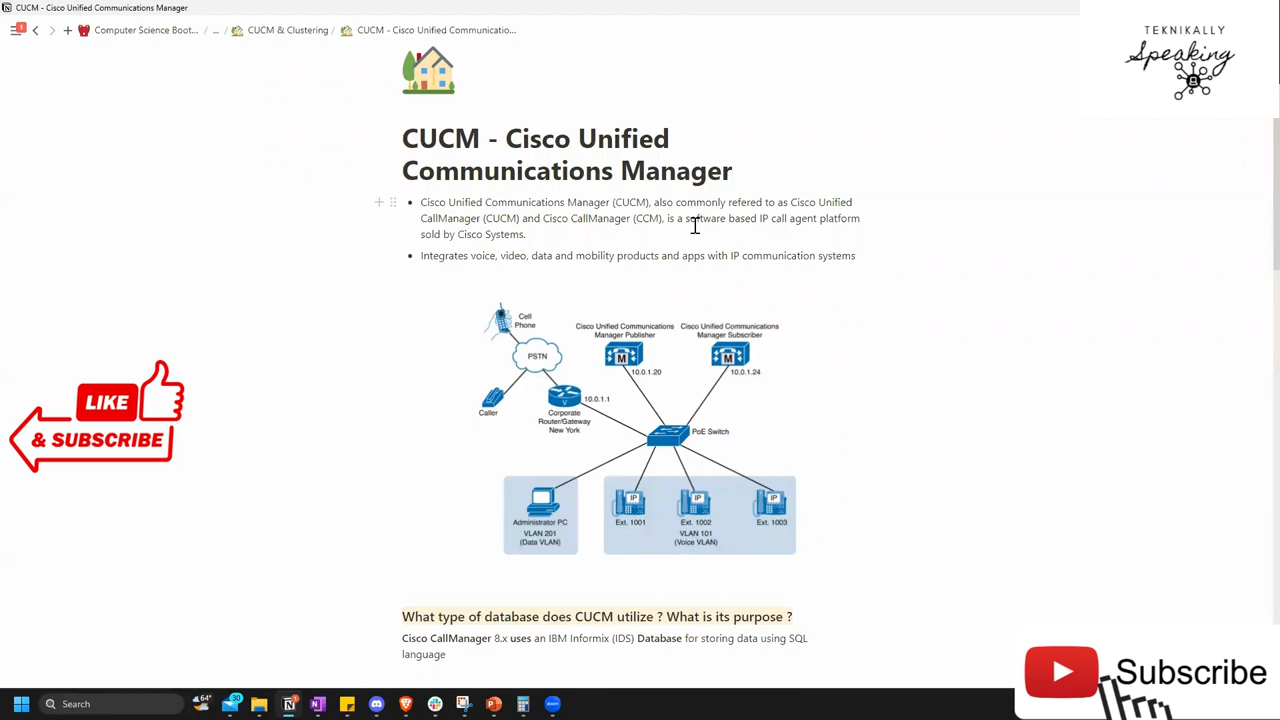 CUCM - Cisco Unified Communications Manager
1
Computer Science Boot... / ... / CUCM & Clustering / CUCM - Cisco Unified Communicatio...
TEKNIKALLY
Speaking
CUCM - Cisco Unified
Communications Manager
Cisco Unified Communications Manager (CUCM), also commonly refered to as Cisco Unified
CallManager (CUCM) and Cisco CallManager (CCM), is a software based IP call agent platform
sold by Cisco Systems.
Integrates voice, video, data and mobility products and apps with IP communication systems
Cell
Phone
Cisco Unified Communications
Manager Publisher
Cisco Unified Communications
Manager Subscriber
PSTN
M
M
10.0.1.20
10.0.1.24
Caller
V
10.0.1.1
Corporate
Router/Gateway
New York
PoE Switch
LIKE
& SUBSCRIBE
IP
IP
IP
Administrator PC
Ext. 1001
Ext. 1002
Ext. 1003
VLAN 201
(Data VLAN)
VLAN 101
(Voice VLAN)
What type of database does CUCM utilize ? What is its purpose ?
Cisco CallManager 8.x uses an IBM Informix (IDS) Database for storing data using SQL
language
Subscribe
Search
64°
30
zoom